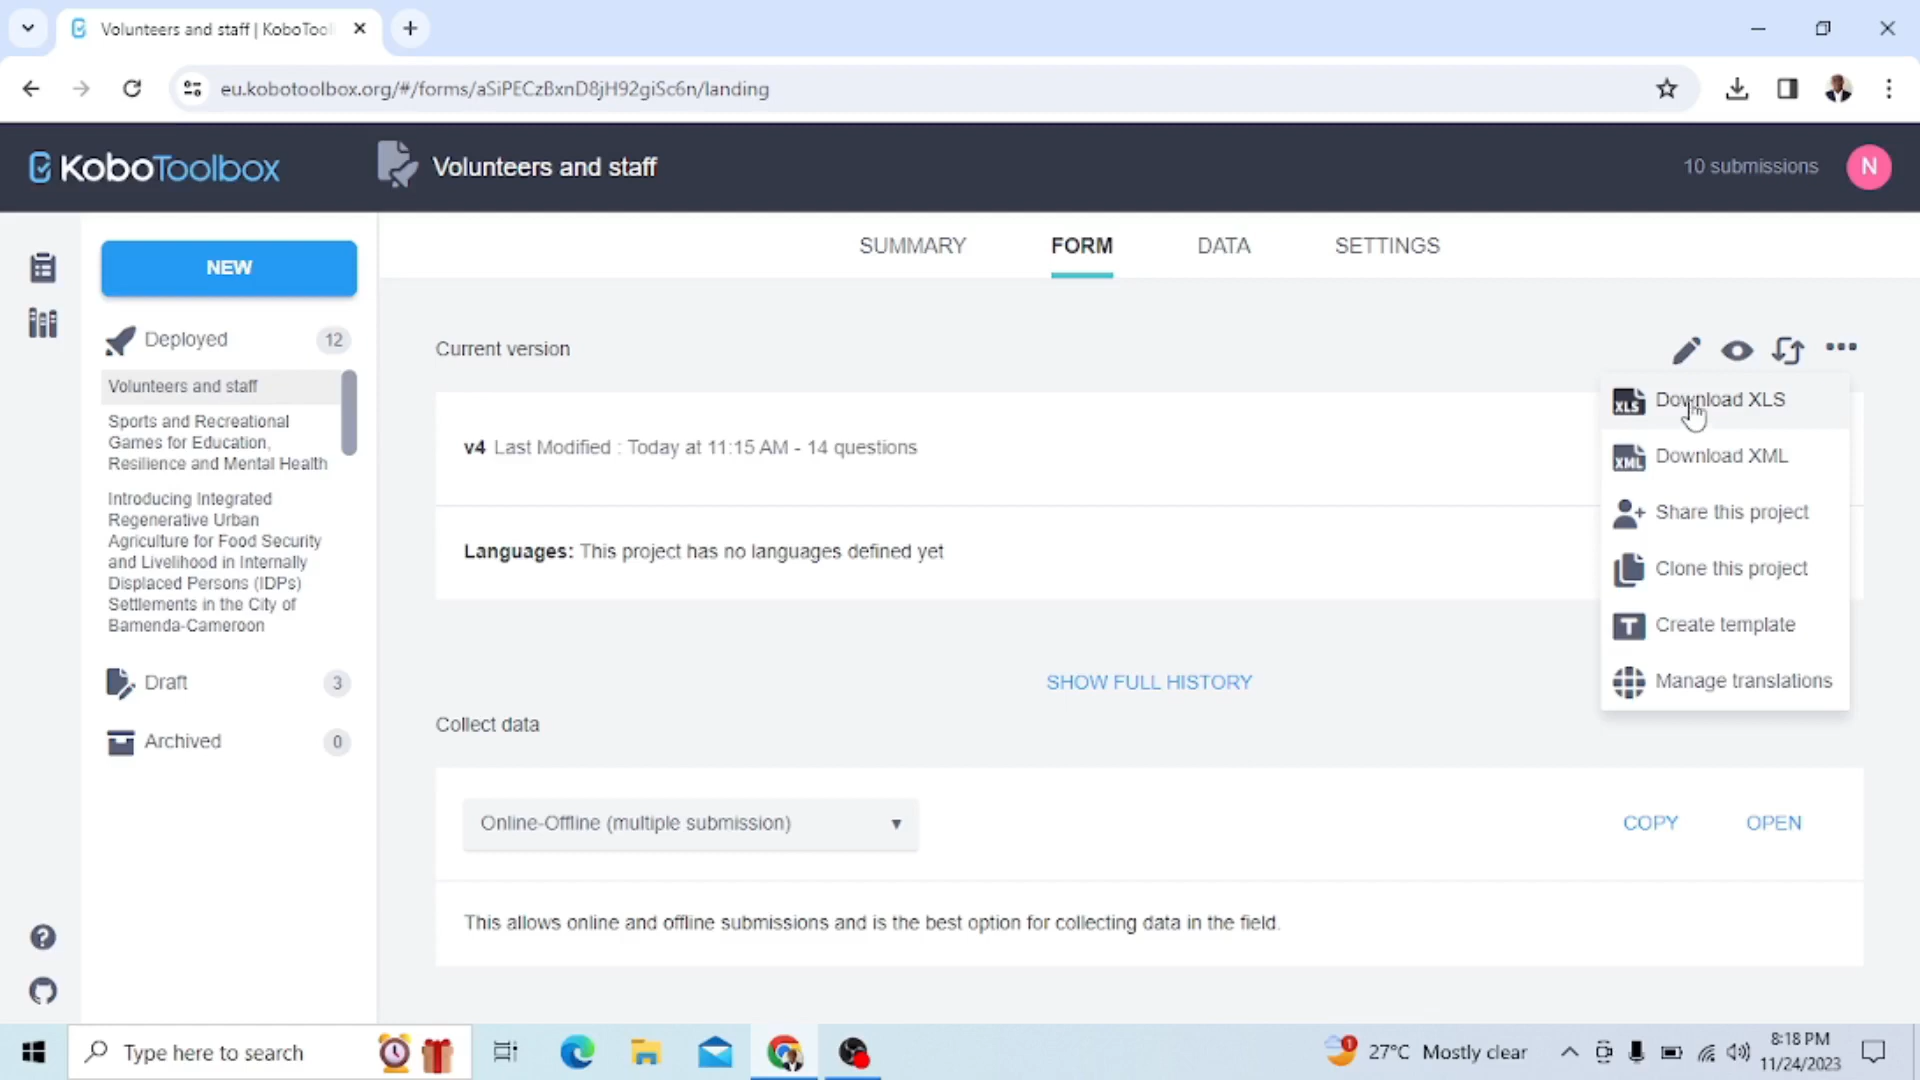 Volunteers and staff | KoboTool
eu.kobotoolbox.org/#/forms/aSiPECzBxnD8jH92giSc6n/landing
KoboToolbox
Volunteers and staff
10 submissions
N
NEW
SUMMARY
FORM
DATA
SETTINGS
Deployed
12
Volunteers and staff
Sports and Recreational
Games for Education,
Resilience and Mental Health
Introducing Integrated
Regenerative Urban
Agriculture for Food Security
and Livelihood in Internally
Displaced Persons (IDPs)
Settlements in the City of
Bamenda-Cameroon
Draft
3
Archived
0
Current version
v4 Last Modified : Today at 11:15 AM - 14 questions
Languages: This project has no languages defined yet
XLS Download XLS
XML Download XML
Share this project
Clone this project
T Create template
Manage translations
SHOW FULL HISTORY
Collect data
Online-Offline (multiple submission)
COPY
OPEN
This allows online and offline submissions and is the best option for collecting data in the field.
Type here to search
1
27°C Mostly clear
8:18 PM
11/24/2023